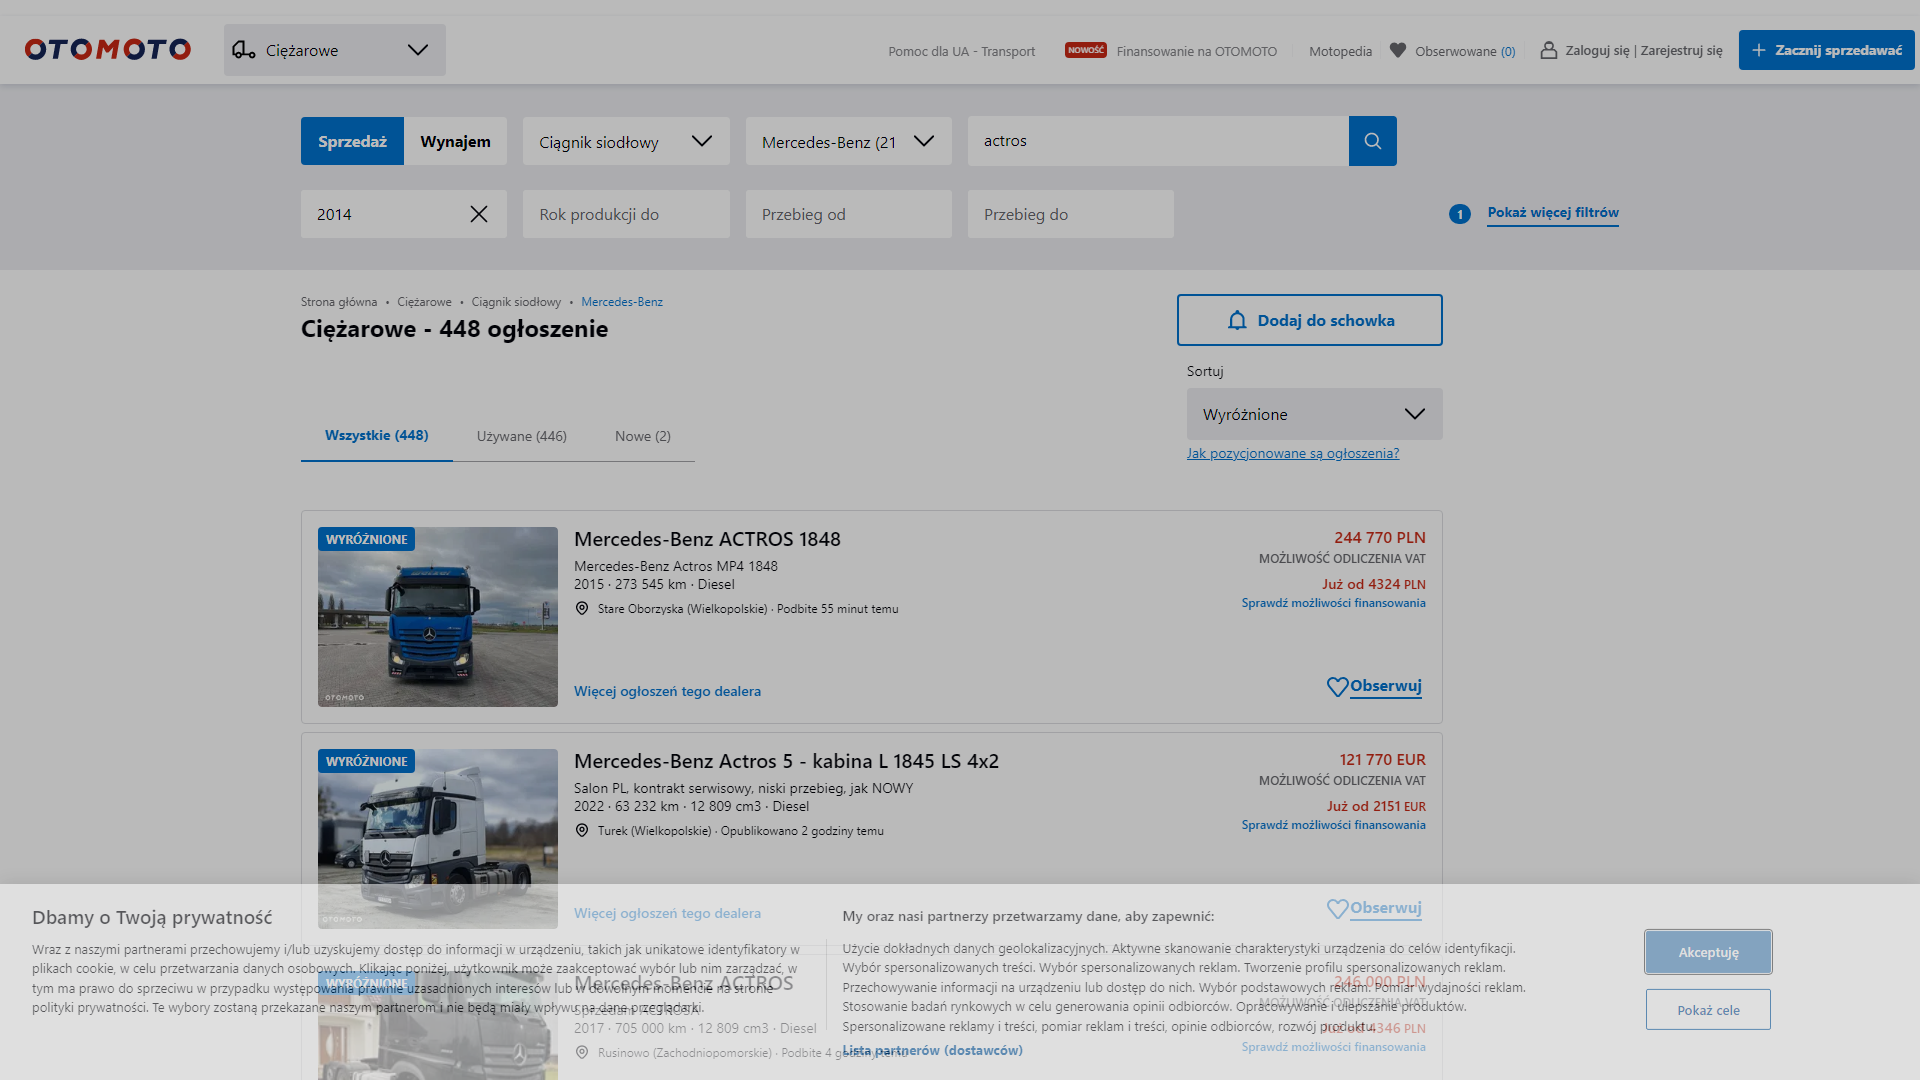 OTOMOTO
Ciężarowe
Pomoc dla UA - Transport
NOWOŚĆ
Finansowanie na OTOMOTO
Motopedia
Obserwowane (0)
Zaloguj się | Zarejestruj się
Zacznij sprzedawać
Sprzedaż
Wynajem
Ciągnik siodłowy
Mercedes-Benz (21
actros
2014
Rok produkcji do
Przebieg od
Przebieg do
1
Pokaż więcej filtrów
Strona główna • Ciężarowe • Ciągnik siodłowy • Mercedes-Benz
Ciężarowe - 448 ogłoszenie
Dodaj do schowka
Sortuj
Wyróżnione
Jak pozycjonowane są ogłoszenia?
Wszystkie (448)
Używane (446)
Nowe (2)
WYRÓŻNIONE
OTOMOTO
Mercedes-Benz ACTROS 1848
Mercedes-Benz Actros MP4 1848
2015 · 273 545 km · Diesel
Stare Oborzyska (Wielkopolskie) · Podbite 55 minut temu
Więcej ogłoszeń tego dealera
244 770 PLN
MOŻLIWOŚĆ ODLICZENIA VAT
Już od 4324 PLN
Sprawdź możliwości finansowania
Obserwuj
WYRÓŻNIONE
OTOMOTO
Mercedes-Benz Actros 5 - kabina L 1845 LS 4x2
Salon PL, kontrakt serwisowy, niski przebieg, jak NOWY
2022 · 63 232 km · 12 809 cm3 · Diesel
Turek (Wielkopolskie) · Opublikowano 2 godziny temu
Więcej ogłoszeń tego dealera
121 770 EUR
MOŻLIWOŚĆ ODLICZENIA VAT
Już od 2151 EUR
Sprawdź możliwości finansowania
Obserwuj
WYRÓŻNIONE
Mercedes-Benz ACTROS
Sprzedam ACTROSA
2017 · 705 000 km · 12 809 cm3 · Diesel
Rusinowo (Zachodniopomorskie) · Podbite 4 godziny temu
246 000 PLN
MOŻLIWOŚĆ ODLICZENIA VAT
Już od 4346 PLN
Sprawdź możliwości finansowania
Dbamy o Twoją prywatność
Wraz z naszymi partnerami przechowujemy i/lub uzyskujemy dostęp do informacji w urządzeniu, takich jak unikatowe identyfikatory w
plikach cookie, w celu przetwarzania danych osobowych. Klikając poniżej, użytkownik może zaakceptować wybór lub nim zarządzać, w
tym ma prawo do sprzeciwu w przypadku występowania prawnie uzasadnionych interesów lub w dowolnym momencie na stronie
polityki prywatności. Te wybory zostaną przekazane naszym partnerom i nie będą miały wpływu na dane przeglądarki.
My oraz nasi partnerzy przetwarzamy dane, aby zapewnić:
Użycie dokładnych danych geolokalizacyjnych. Aktywne skanowanie charakterystyki urządzenia do celów identyfikacji.
Wybór spersonalizowanych treści. Wybór spersonalizowanych reklam. Tworzenie profilu spersonalizowanych reklam.
Przechowywanie informacji na urządzeniu lub dostęp do nich. Wybór podstawowych reklam. Pomiar wydajności reklam.
Stosowanie badań rynkowych w celu generowania opinii odbiorców. Opracowywanie i ulepszanie produktów.
Spersonalizowane reklamy i treści, pomiar reklam i treści, opinie odbiorców, rozwój produktu.
Lista partnerów (dostawców)
Akceptuję
Pokaż cele